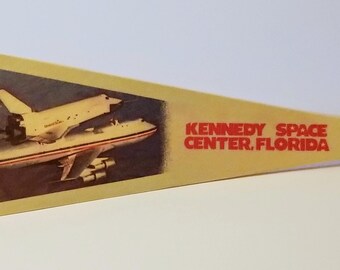 KENNEDY SPACE
CENTER, FLORIDA